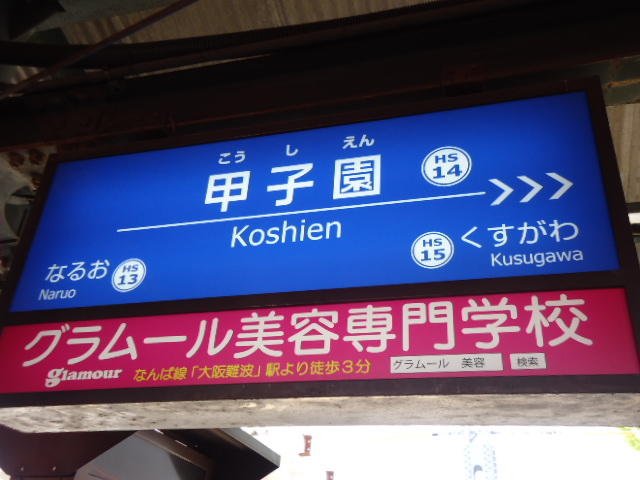 こう し えん
甲子園 HS 14
Koshien
なるお HS 13
Naruo
HS 15 くすがわ
Kusugawa
グラムール美容専門学校
glamour なんば線「大阪難波」駅より徒歩3分 グラムール 美容 検索